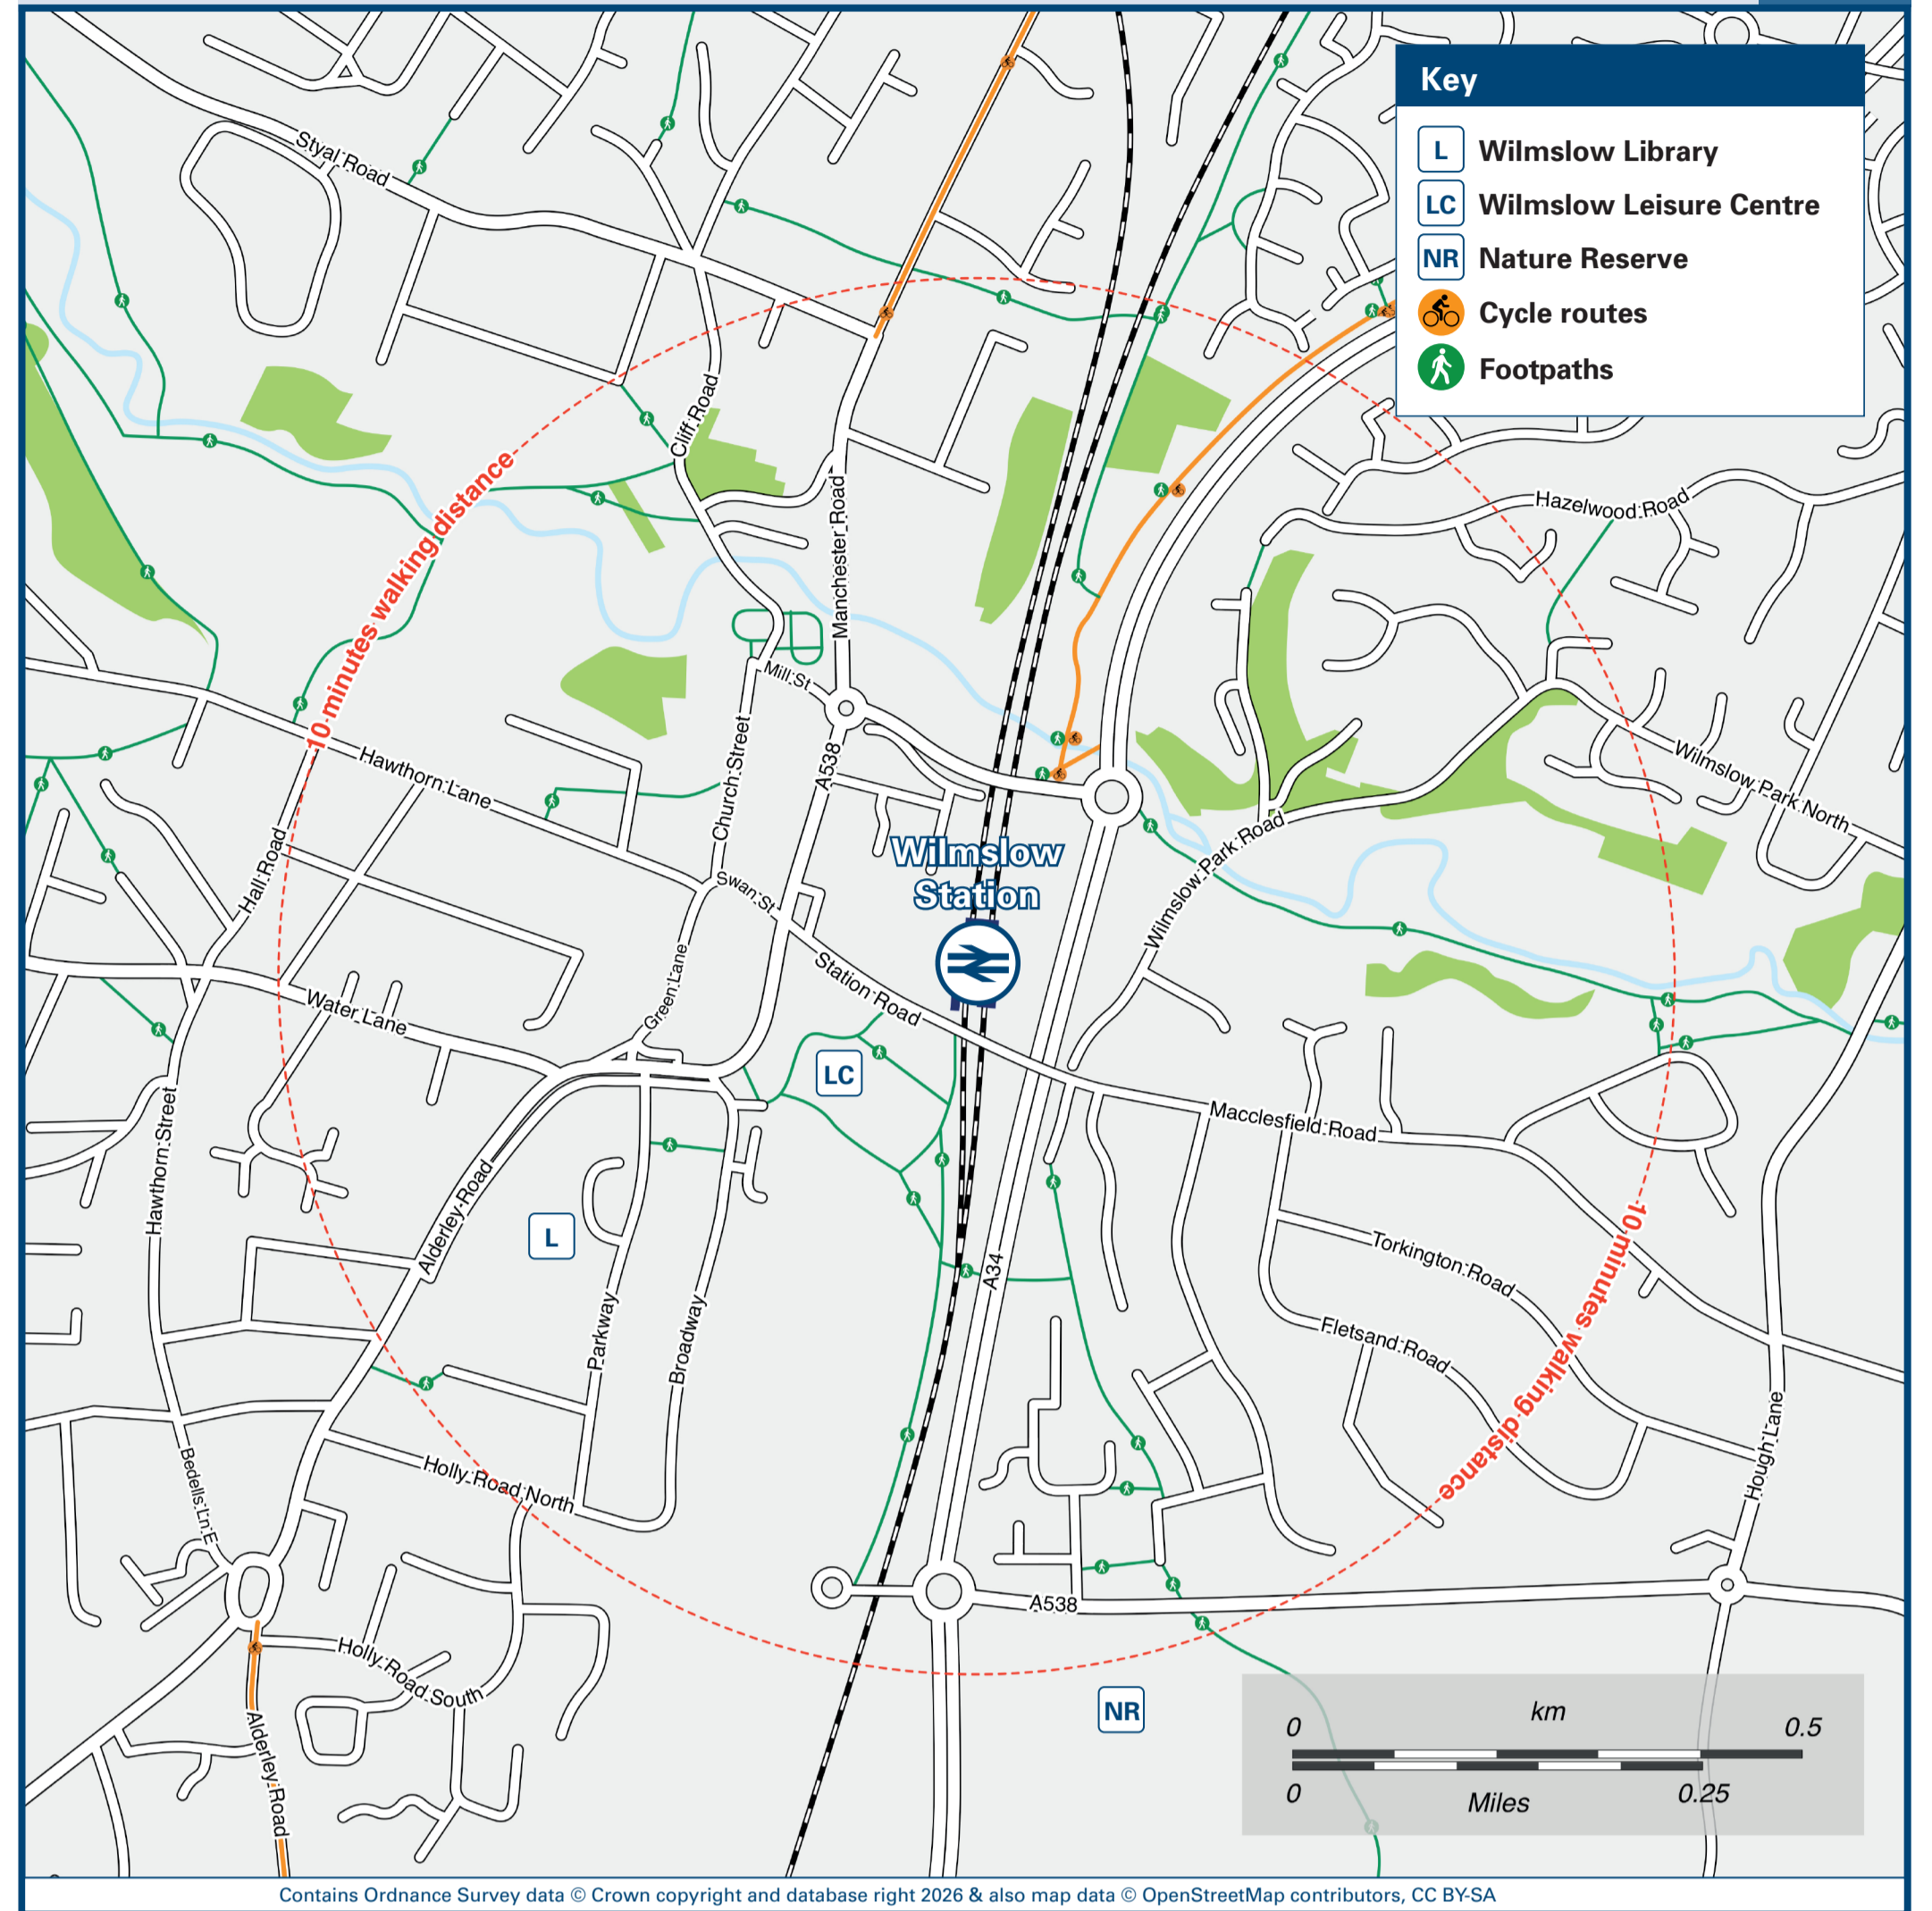 Key
L Wilmslow Library
LC Wilmslow Leisure Centre
NR Nature Reserve
Cycle routes
Footpaths
Styal Road
Cliff Road
Manchester Road
Hazelwood Road
10 minutes walking distance
Mill St
Hawthorn Lane
Church Street
A538
Wilmslow Park North
Wilmslow Park Road
Hall Road
Swan St
Wilmslow
Station
Water Lane
Green Lane
Station Road
LC
Macclesfield Road
Hawthorn Street
Alderley Road
L
A34
Torkington Road
10 minutes walking distance
Parkway
Broadway
Fletsand Road
Hough Lane
Bedells Ln E
Holly Road North
A538
Holly Road South
Alderley Road
NR
km
0 0.5
0 0.25
Miles
Contains Ordnance Survey data © Crown copyright and database right 2026 & also map data © OpenStreetMap contributors, CC BY-SA